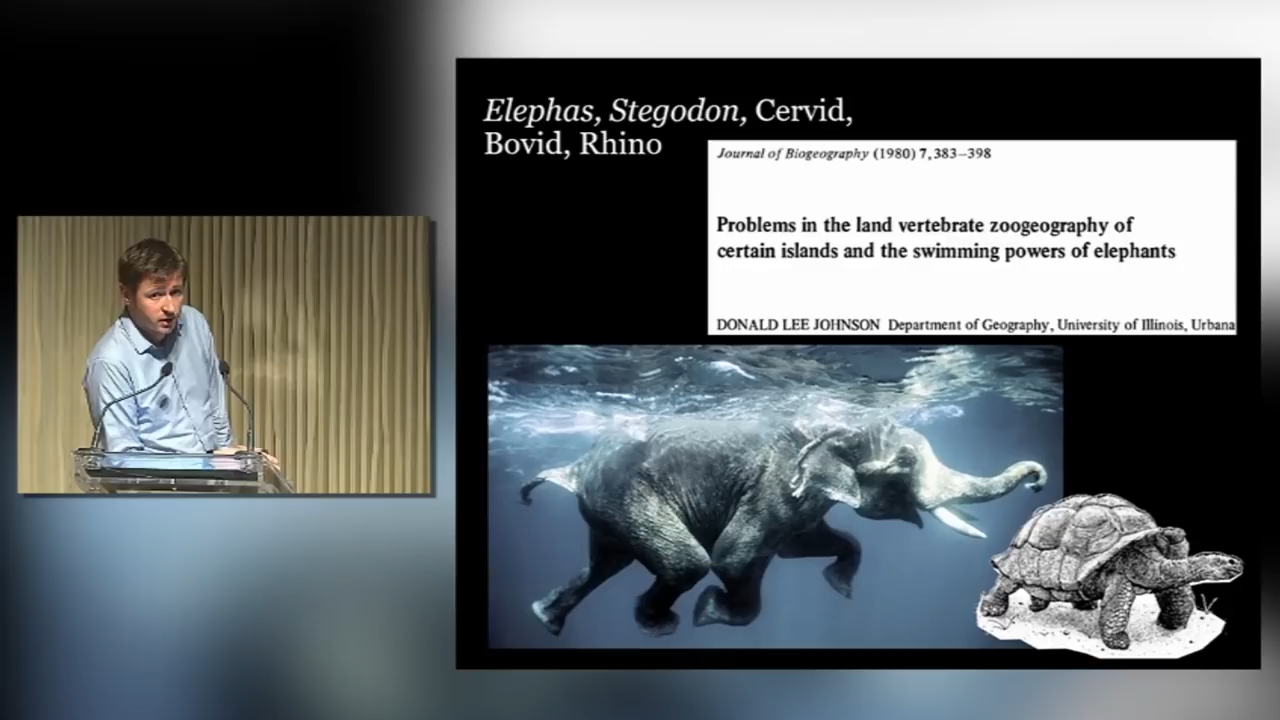 Elephas, Stegodon, Cervid,
Bovid, Rhino
Journal of Biogeography (1980) 7, 383–398
Problems in the land vertebrate zoogeography of
certain islands and the swimming powers of elephants
DONALD LEE JOHNSON Department of Geography, University of Illinois, Urbana